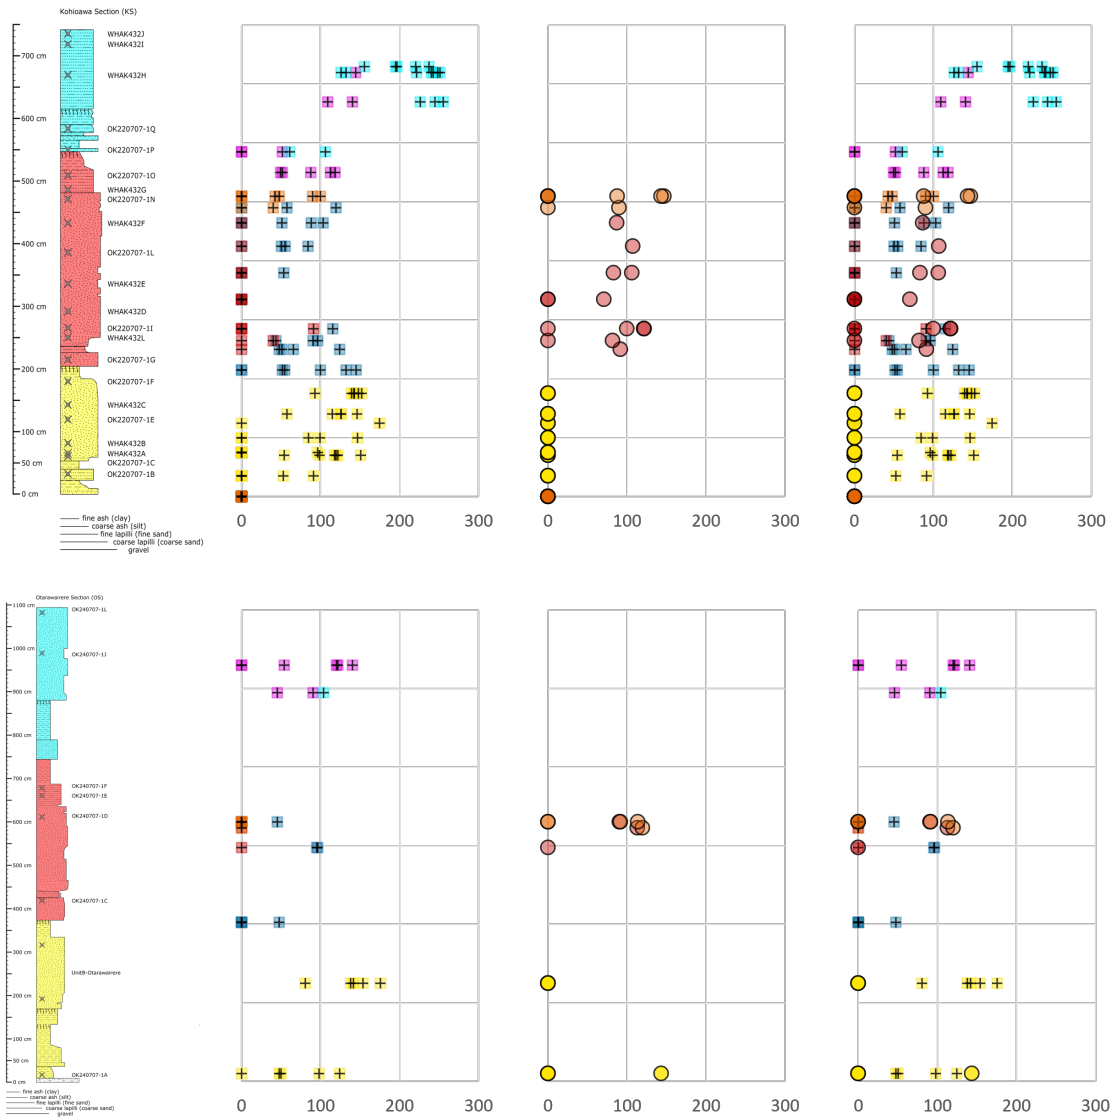 Kohioawa Section (KS)
WHAK432J
WHAK432I
700 cm
WHAK432H
600 cm
OK220707-1Q
OK220707-1P
500 cm
OK220707-1O
WHAK432G
OK220707-1N
WHAK432F
400 cm
OK220707-1L
WHAK432E
300 cm
WHAK432D
OK220707-1I
WHAK432L
OK220707-1G
200 cm
OK220707-1F
WHAK432C
OK220707-1E
100 cm
WHAK432B
WHAK432A
50 cm
OK220707-1C
OK220707-1B
0 cm
fine ash (clay)
coarse ash (silt)
fine lapilli (fine sand)
coarse lapilli (coarse sand)
gravel
0 100 200 300
0 100 200 300
0 100 200 300
Otarawairere Section (OS)
1100 cm
OK240707-1L
1000 cm
OK240707-1J
900 cm
800 cm
700 cm
OK240707-1F
OK240707-1E
600 cm
OK240707-1D
500 cm
OK240707-1C
400 cm
300 cm
UnitB-Otarawairere
200 cm
100 cm
50 cm
OK240707-1A
0 cm
fine ash (clay)
coarse ash (silt)
fine lapilli (fine sand)
coarse lapilli (coarse sand)
gravel
0 100 200 300
0 100 200 300
0 100 200 300